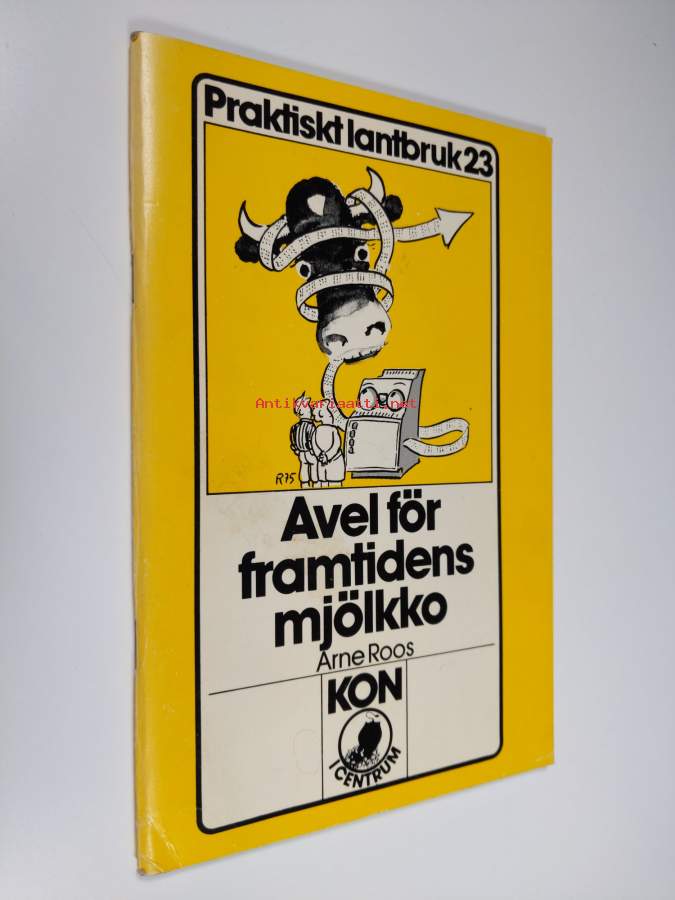 Praktiskt lantbruk 23
Antikvariaatti.net
R75
Avel för
framtidens
mjölkko
Arne Roos
KON
I CENTRUM